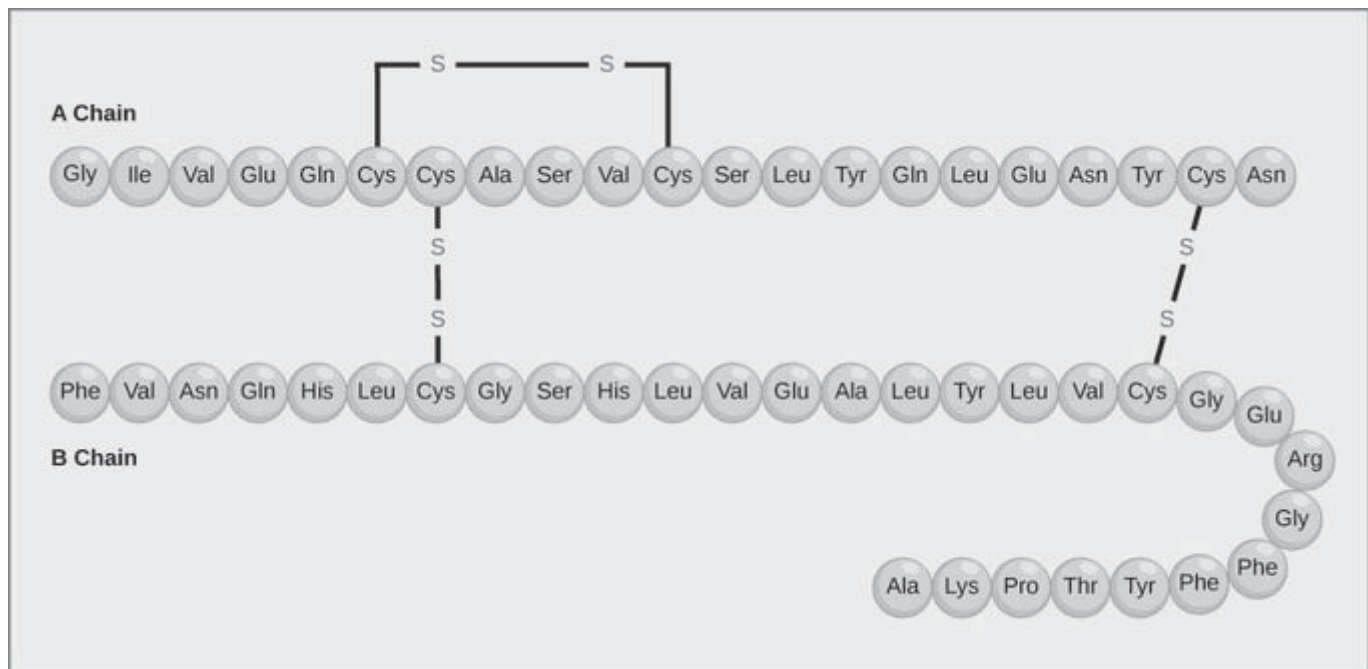 S S
A Chain
Gly Ile Val Glu Gln Cys Cys Ala Ser Val Cys Ser Leu Tyr Gln Leu Glu Asn Tyr Cys Asn
S S
S S
Phe Val Asn Gln His Leu Cys Gly Ser His Leu Val Glu Ala Leu Tyr Leu Val Cys Gly Glu
B Chain
Arg
Gly
Ala Lys Pro Thr Tyr Phe Phe